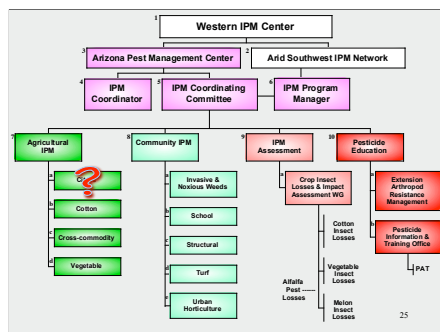 1
Western IPM Center
3
Arizona Pest Management Center
2
Arid Southwest IPM Network
4
IPM
Coordinator
5
IPM Coordinating
Committee
6
IPM Program
Manager
7
Agricultural
IPM
8
Community IPM
9
IPM
Assessment
10
Pesticide
Education
a
?
b
Cotton
c
Cross-commodity
d
Vegetable
a
Invasive &
Noxious Weeds
b
School
c
Structural
d
Turf
e
Urban
Horticulture
a
Crop Insect
Losses & Impact
Assessment WG
Cotton
Insect
Losses
Vegetable
Insect
Losses
Alfalfa
Pest ------
Losses
Melon
Insect
Losses
a
Extension
Arthropod
Resistance
Management
b
Pesticide
Information &
Training Office
PAT
25